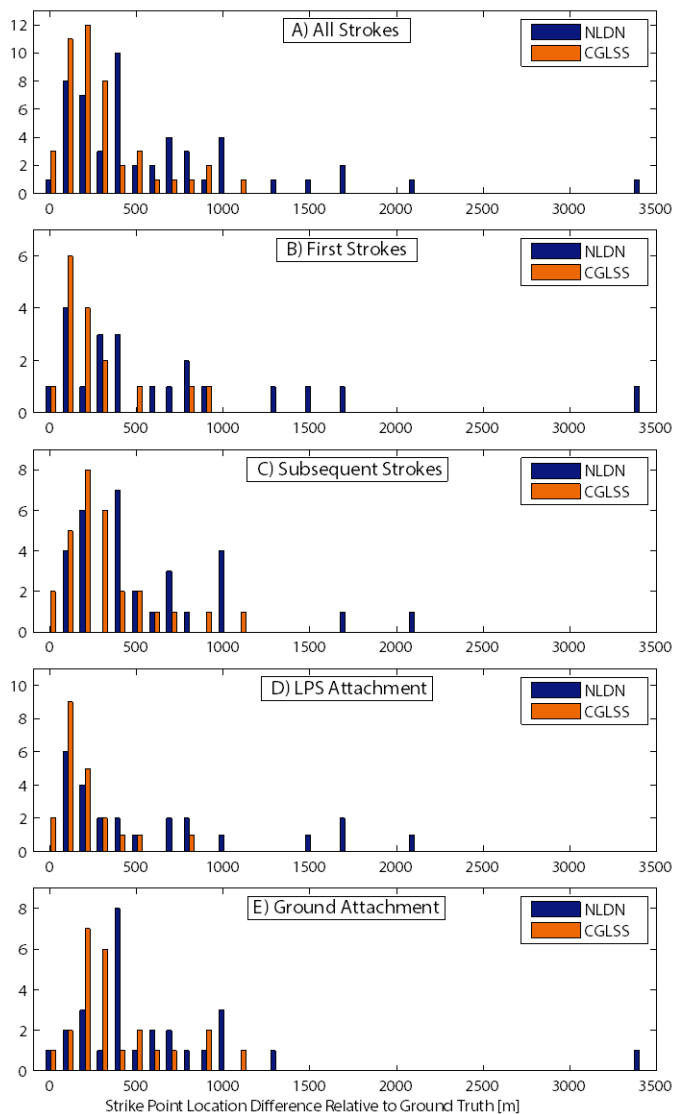 12
10
8
6
4
2
0
A) All Strokes
NLDN
CGLSS
0 500 1000 1500 2000 2500 3000 3500
6
4
2
0
B) First Strokes
NLDN
CGLSS
0 500 1000 1500 2000 2500 3000 3500
8
6
4
2
0
C) Subsequent Strokes
NLDN
CGLSS
0 500 1000 1500 2000 2500 3000 3500
10
8
6
4
2
0
D) LPS Attachment
NLDN
CGLSS
0 500 1000 1500 2000 2500 3000 3500
8
6
4
2
0
E) Ground Attachment
NLDN
CGLSS
0 500 1000 1500 2000 2500 3000 3500
Strike Point Location Difference Relative to Ground Truth [m]